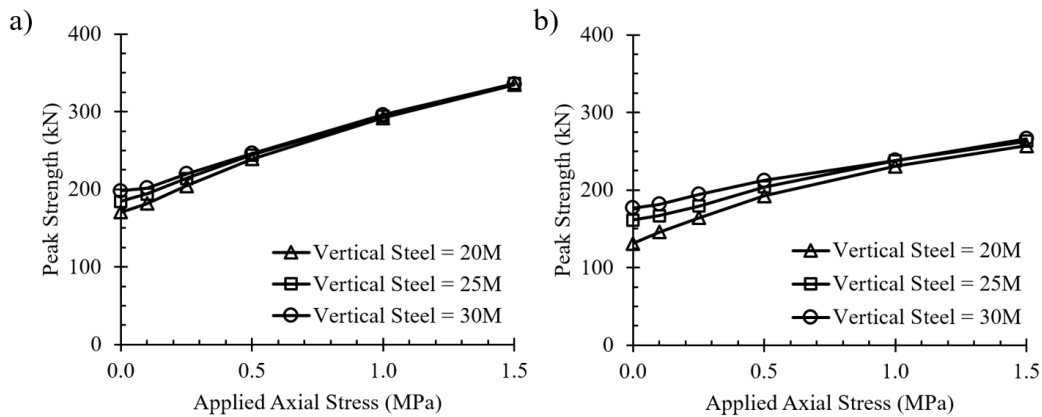 a)
Peak Strength (kN)
400
300
200
100
0
Vertical Steel = 20M
Vertical Steel = 25M
Vertical Steel = 30M
0.0 0.5 1.0 1.5
Applied Axial Stress (MPa)
b)
Peak Strength (kN)
400
300
200
100
0
Vertical Steel = 20M
Vertical Steel = 25M
Vertical Steel = 30M
0.0 0.5 1.0 1.5
Applied Axial Stress (MPa)